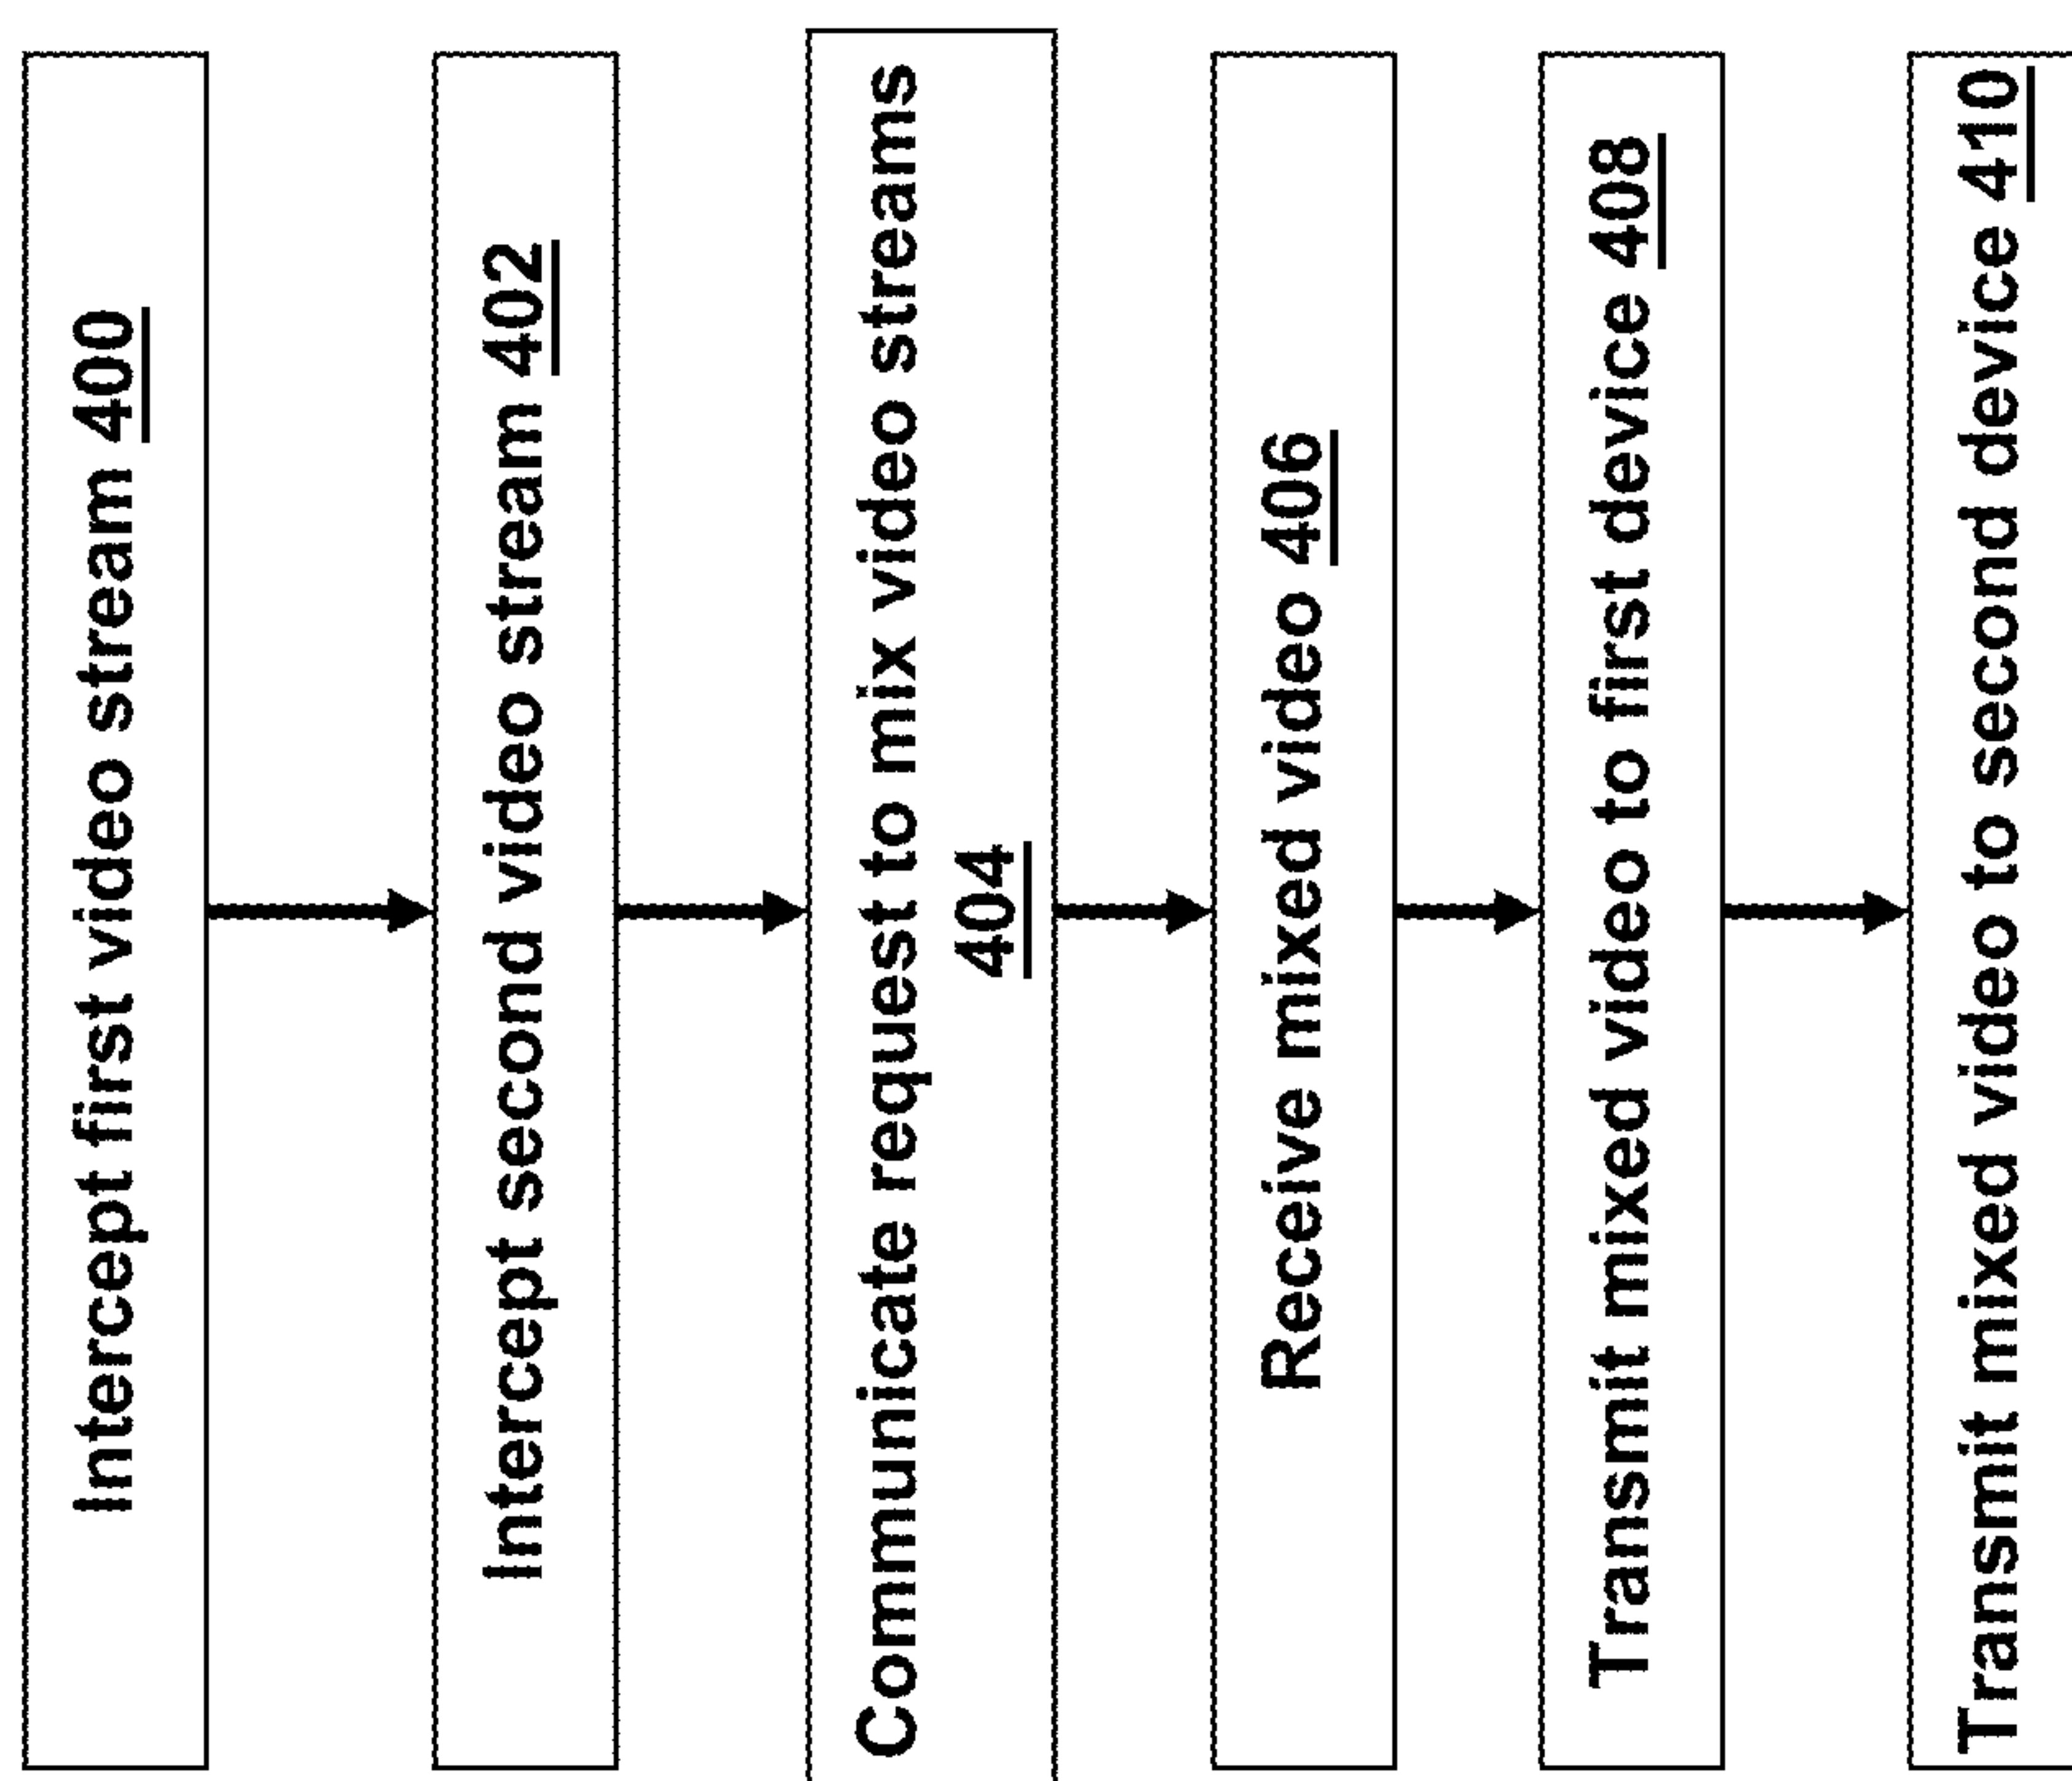 Intercept first video stream 400
Intercept second video stream 402
Communicate request to mix video streams
404
Receive mixed video 406
Transmit mixed video to first device 408
Transmit mixed video to second device 410